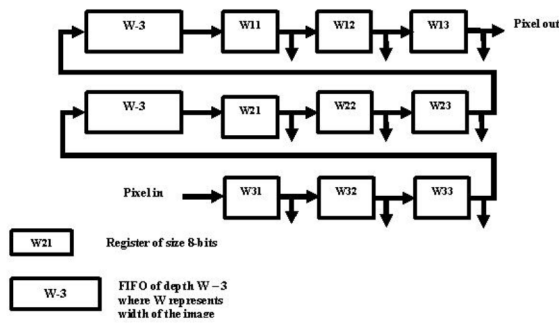 W-3 W11 W12 W13 Pixel out
W-3 W21 W22 W23
Pixel in W31 W32 W33
W21 Register of size 8-bits
W-3 FIFO of depth W – 3
where W represents
width of the image